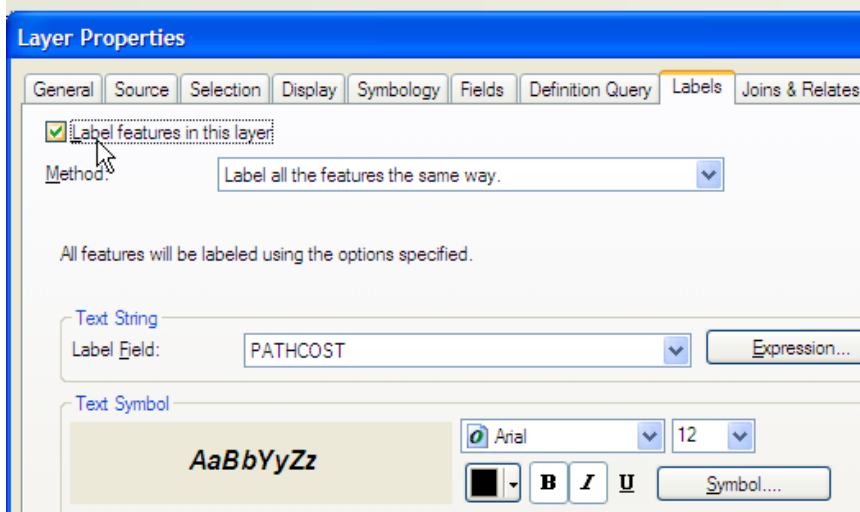 Layer Properties
General Source Selection Display Symbology Fields Definition Query Labels Joins & Relates
Label features in this layer
Method: Label all the features the same way.
All features will be labeled using the options specified.
Text String
Label Field: PATHCOST Expression...
Text Symbol
AaBbYyZz
O Arial 12
B I U Symbol....